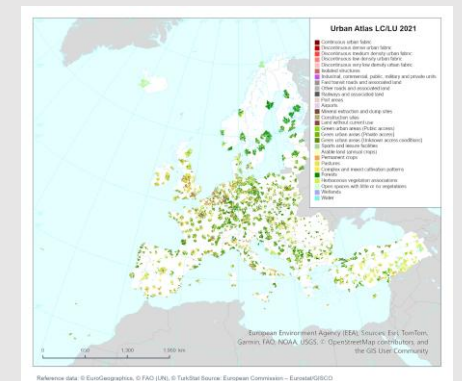 Urban Atlas LC/LU 2021
Continuous urban fabric
Discontinuous dense urban fabric
Discontinuous medium density urban fabric
Discontinuous low density urban fabric
Discontinuous very low density urban fabric
Isolated structures
Industrial, commercial, public, military and private units
Fast transit roads and associated land
Other roads and associated land
Railways and associated land
Port areas
Airports
Mineral extraction and dump sites
Construction sites
Land without current use
Green urban areas (Public access)
Green urban areas (Private access)
Green urban areas (Unknown access conditions)
Sports and leisure facilities
Arable land (annual crops)
Permanent crops
Pastures
Complex and mixed cultivation patterns
Forests
Herbaceous vegetation associations
Open spaces with little or no vegetations
Wetlands
Water
European Environment Agency (EEA), Sources: Esri, TomTom,
Garmin, FAO, NOAA, USGS, © OpenStreetMap contributors, and
the GIS User Community
Reference data: © EuroGeographics, © FAO (UN), © TurkStat Source: European Commission – Eurostat/GISCO